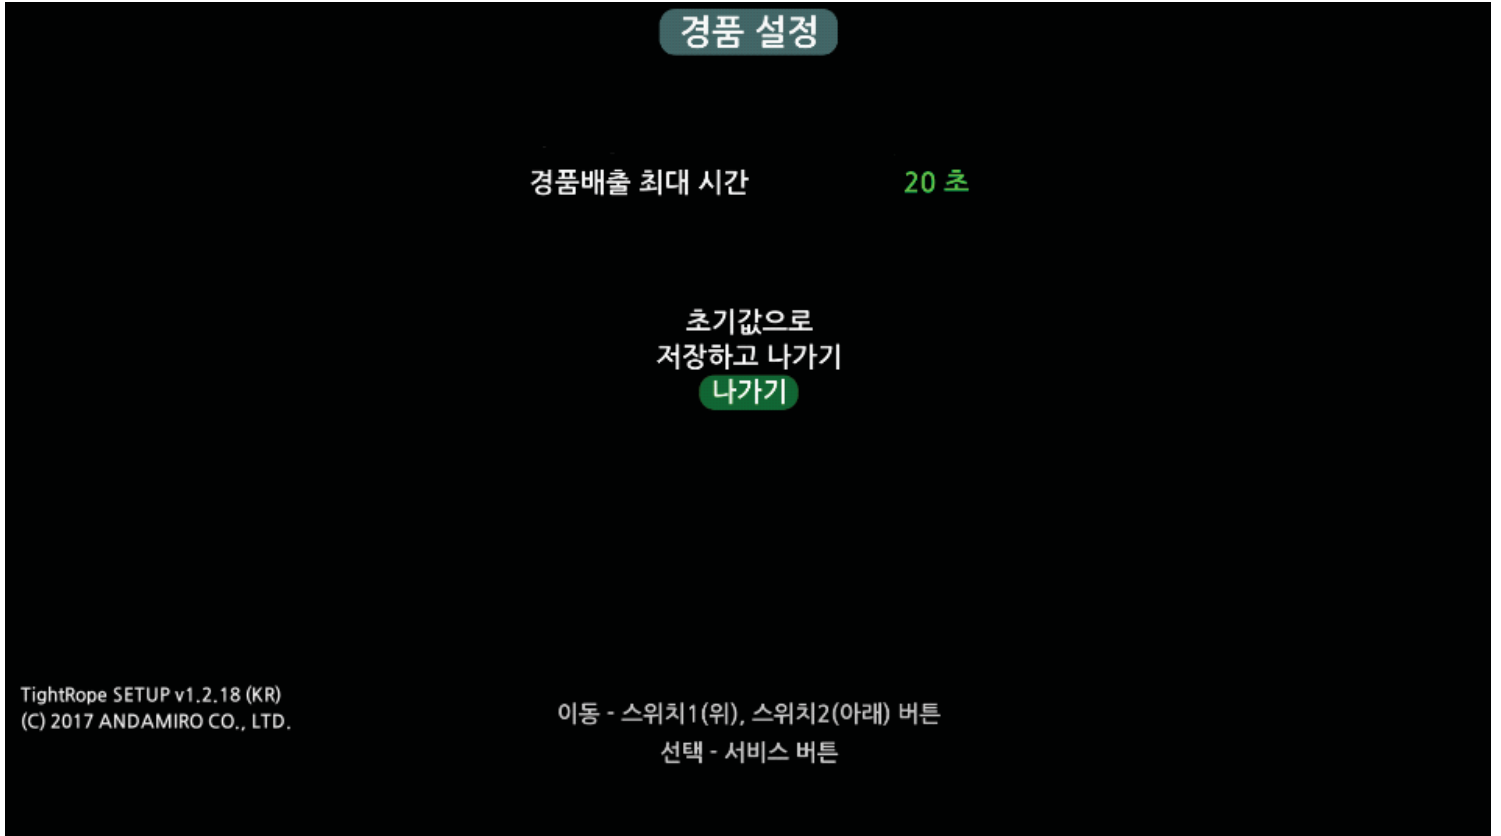 경품 설정
경품배출 최대 시간 20 초
초기값으로
저장하고 나가기
나가기
TightRope SETUP v1.2.18 (KR)
(C) 2017 ANDAMIRO CO., LTD.
이동 - 스위치1(위), 스위치2(아래) 버튼
선택 - 서비스 버튼